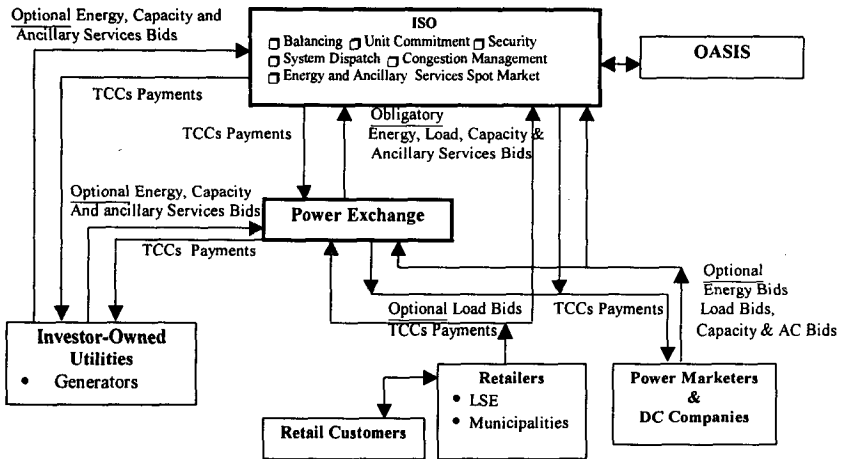 Optional Energy, Capacity and
Ancillary Services Bids
ISO
Balancing Unit Commitment Security
System Dispatch Congestion Management
Energy and Ancillary Services Spot Market
OASIS
TCCs Payments
TCCs Payments
Obligatory
Energy, Load, Capacity &
Ancillary Services Bids
Optional Energy, Capacity
And ancillary Services Bids
Power Exchange
TCCs Payments
Optional Load Bids
TCCs Payments
TCCs Payments
Optional
Energy Bids
Load Bids,
Capacity & AC Bids
Investor-Owned
Utilities
• Generators
Retail Customers
Retailers
• LSE
• Municipalities
Power Marketers
&
DC Companies